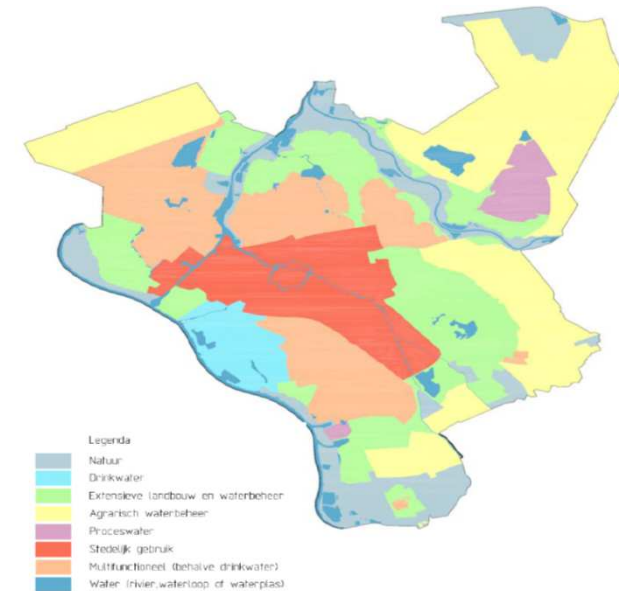 Legenda
Natuur
Drinkwater
Extensieve landbouw en waterbeheer
Agrarisch waterbeheer
Proceswater
Stedelijk gebruik
Multifunctioneel (behalve drinkwater)
Water (rivier,waterloop of waterplas)